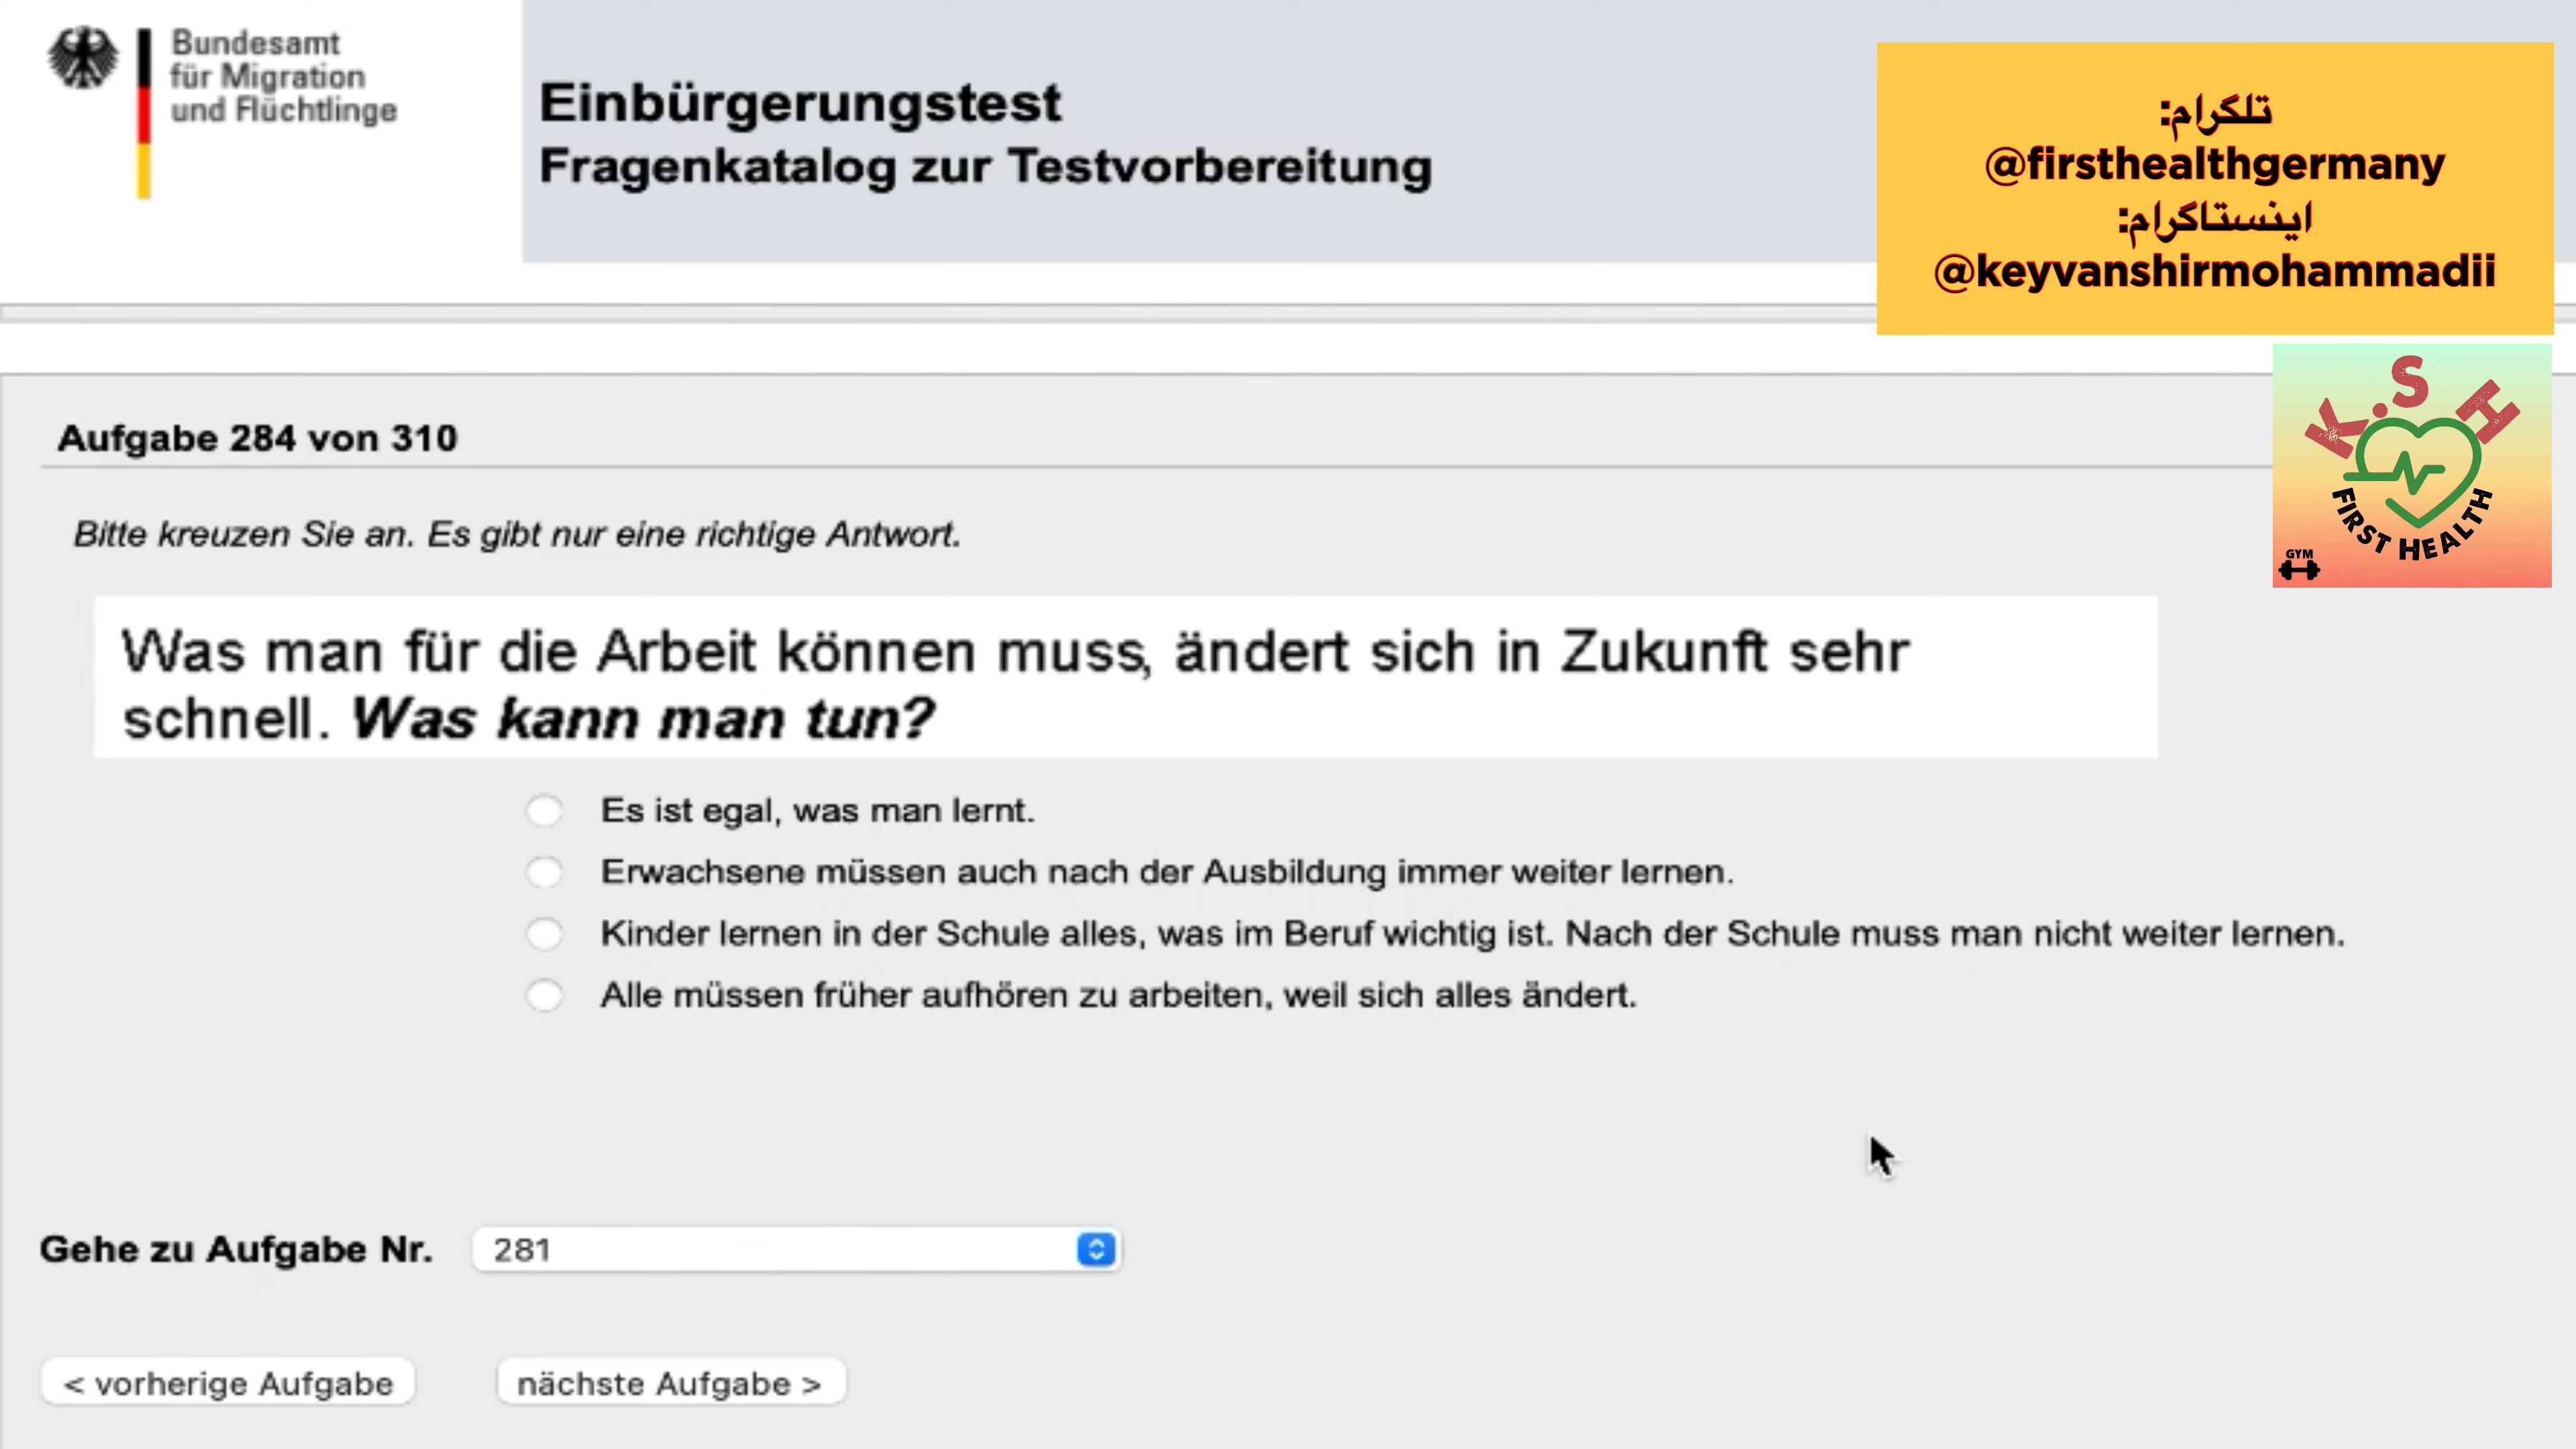 Bundesamt
für Migration
und Flüchtlinge
Einbürgerungstest
Fragenkatalog zur Testvorbereitung
تلگرام:
@firsthealthgermany
اینستاگرام:
@keyvanshirmohammadii
K.SH
FIRST HEALTH
GYM
Aufgabe 284 von 310
Bitte kreuzen Sie an. Es gibt nur eine richtige Antwort.
Was man für die Arbeit können muss, ändert sich in Zukunft sehr
schnell. Was kann man tun?
Es ist egal, was man lernt.
Erwachsene müssen auch nach der Ausbildung immer weiter lernen.
Kinder lernen in der Schule alles, was im Beruf wichtig ist. Nach der Schule muss man nicht weiter lernen.
Alle müssen früher aufhören zu arbeiten, weil sich alles ändert.
Gehe zu Aufgabe Nr. 281
< vorherige Aufgabe nächste Aufgabe >